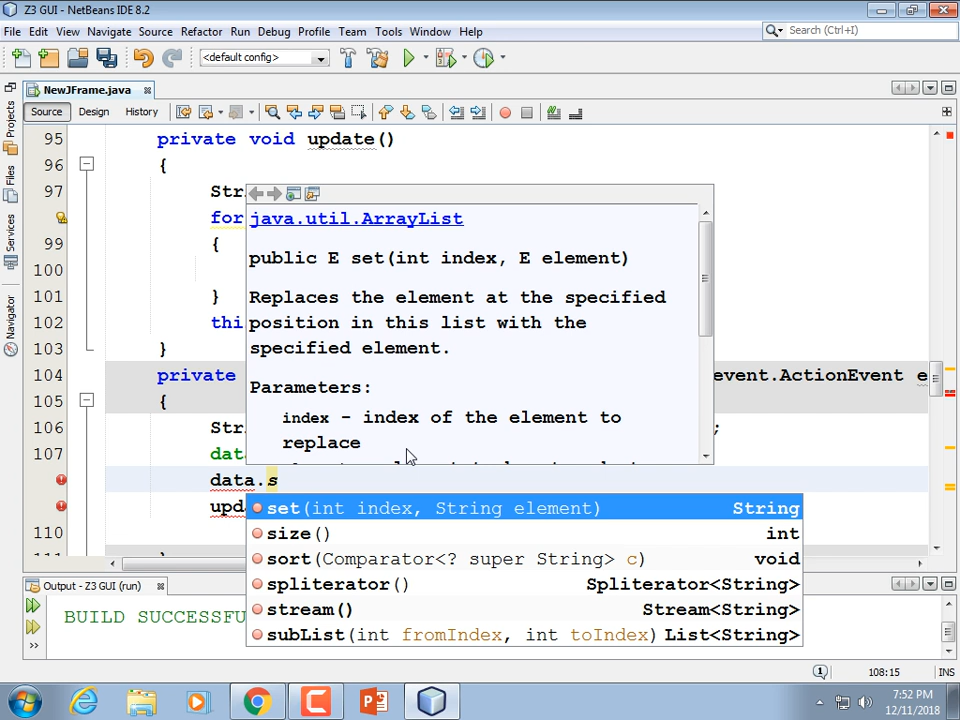 Z3 GUI - NetBeans IDE 8.2
File Edit View Navigate Source Refactor Run Debug Profile Team Tools Window Help
Search (Ctrl+I)
<default config>
NewJFrame.java
Source Design History
Projects
Files
Services
Navigator
95 private void update()
96 {
97 Str
for
99 {
100
101 }
102 thi
103 }
104 private event.ActionEvent e
105 {
106 Str ;
107 data
data.s
upda
110
java.util.ArrayList
public E set(int index, E element)
Replaces the element at the specified
position in this list with the
specified element.
Parameters:
index - index of the element to
replace
set(int index, String element) String
size() int
sort(Comparator<? super String> c) void
spliterator() Spliterator<String>
stream() Stream<String>
subList(int fromIndex, int toIndex) List<String>
Output - Z3 GUI (run)
BUILD SUCCESSFU
108:15 INS
7:52 PM
12/11/2018